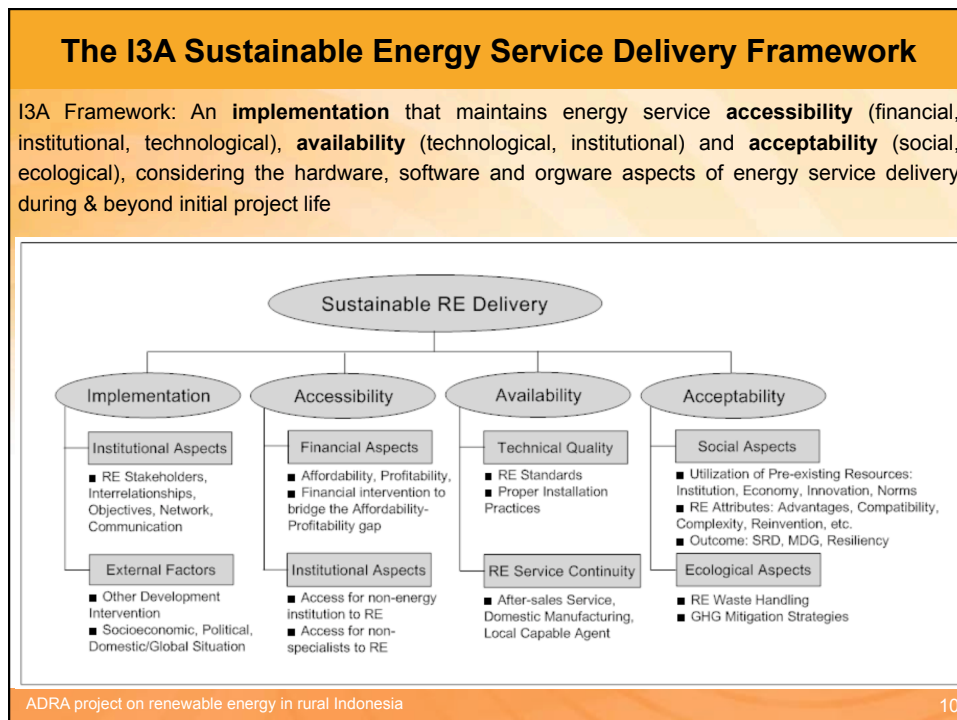 The I3A Sustainable Energy Service Delivery Framework
I3A Framework: An implementation that maintains energy service accessibility (financial,
institutional, technological), availability (technological, institutional) and acceptability (social,
ecological), considering the hardware, software and orgware aspects of energy service delivery
during & beyond initial project life
Sustainable RE Delivery
Implementation
Institutional Aspects
■ RE Stakeholders,
Interrelationships,
Objectives, Network,
Communication
External Factors
■ Other Development
Intervention
■ Socioeconomic, Political,
Domestic/Global Situation
Accessibility
Financial Aspects
■ Affordability, Profitability,
■ Financial intervention to
bridge the Affordability-
Profitability gap
Institutional Aspects
■ Access for non-energy
institution to RE
■ Access for non-
specialists to RE
Availability
Technical Quality
■ RE Standards
■ Proper Installation
Practices
RE Service Continuity
■ After-sales Service,
Domestic Manufacturing,
Local Capable Agent
Acceptability
Social Aspects
■ Utilization of Pre-existing Resources:
Institution, Economy, Innovation, Norms
■ RE Attributes: Advantages, Compatibility,
Complexity, Reinvention, etc.
■ Outcome: SRD, MDG, Resiliency
Ecological Aspects
■ RE Waste Handling
■ GHG Mitigation Strategies
ADRA project on renewable energy in rural Indonesia
10